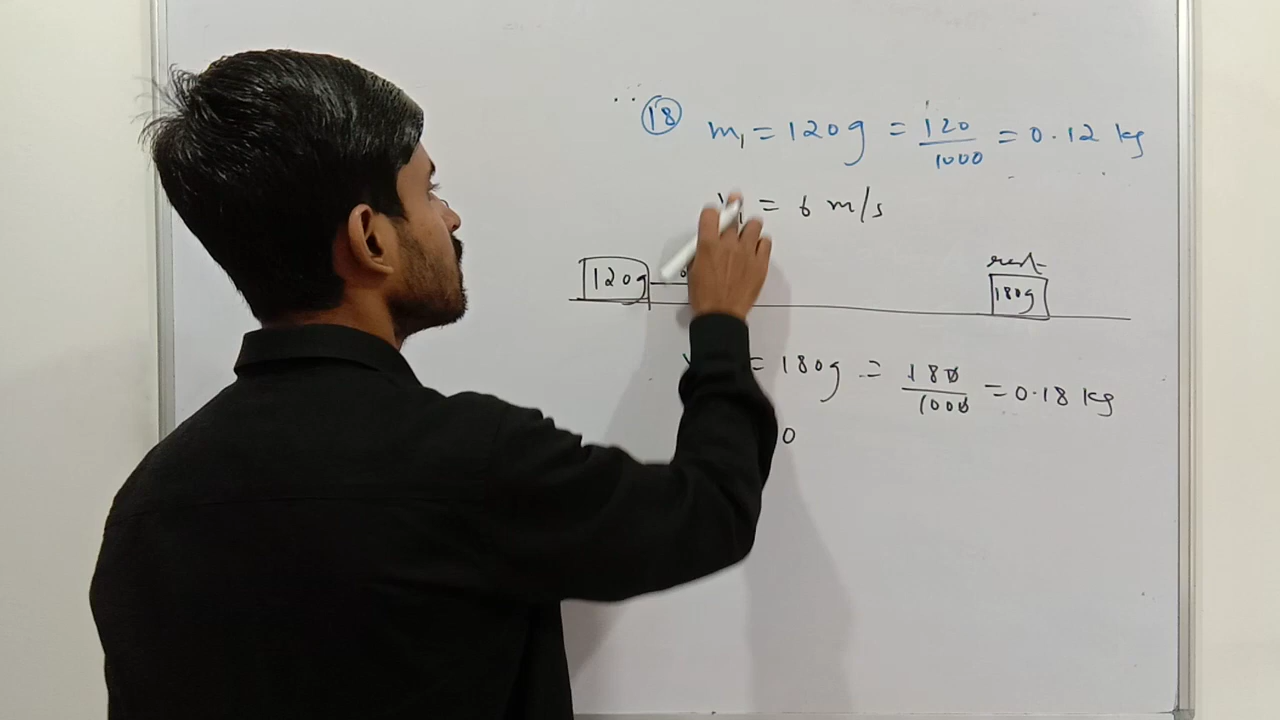 18 m₁ = 120g = 120/1000 = 0.12 kg
= 6 m/s
rest
120g
180g
= 180g = 180/1000 = 0.18 kg
0